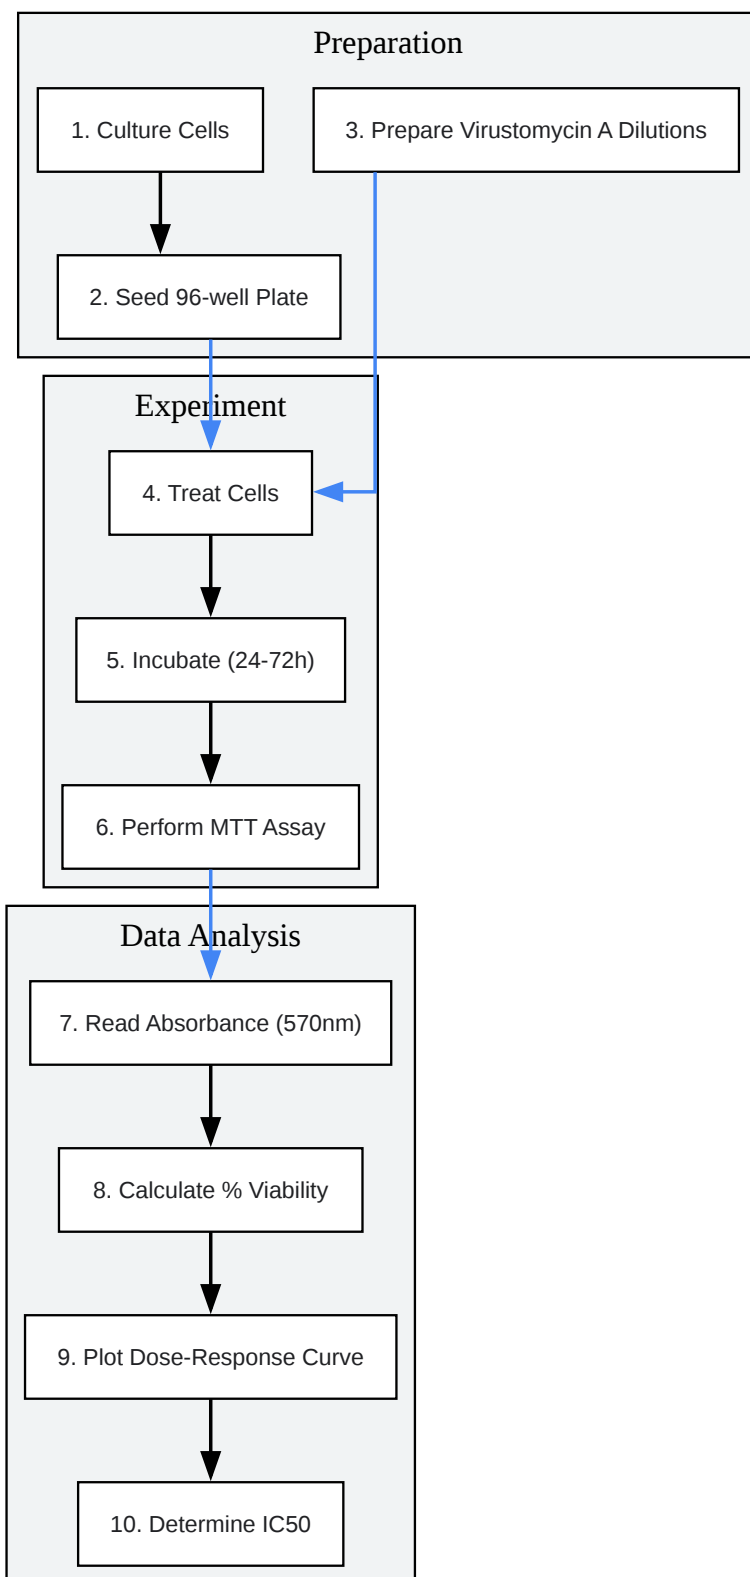 Preparation
1. Culture Cells
3. Prepare Virustomycin A Dilutions
2. Seed 96-well Plate
Experiment
4. Treat Cells
5. Incubate (24-72h)
6. Perform MTT Assay
Data Analysis
7. Read Absorbance (570nm)
8. Calculate % Viability
9. Plot Dose-Response Curve
10. Determine IC50